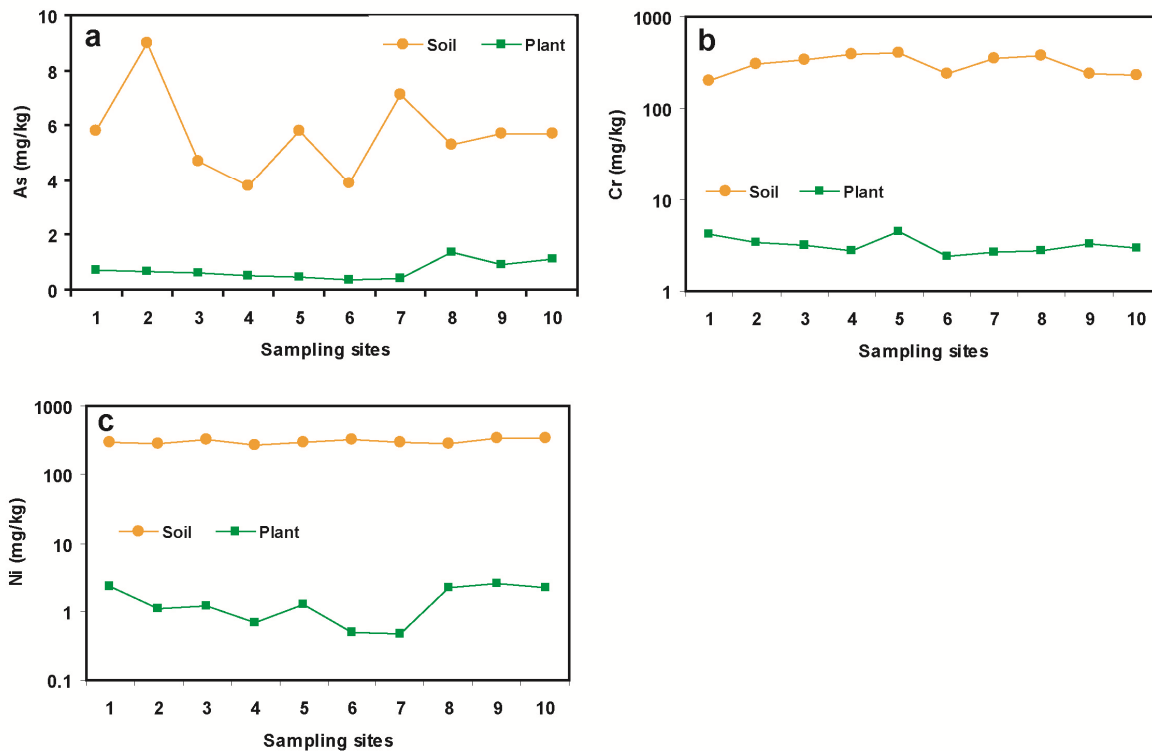 a
Soil Plant
As (mg/kg)
10
8
6
4
2
0
1 2 3 4 5 6 7 8 9 10
Sampling sites
b
Soil Plant
Cr (mg/kg)
1000
100
10
1
1 2 3 4 5 6 7 8 9 10
Sampling sites
c
Soil Plant
Ni (mg/kg)
1000
100
10
1
0.1
1 2 3 4 5 6 7 8 9 10
Sampling sites